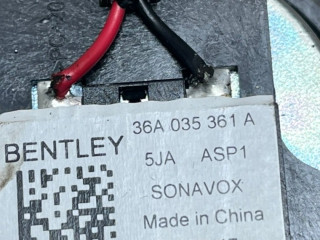 36A 035 361 A
BENTLEY 5JA ASP1
SONAVOX
Made in China